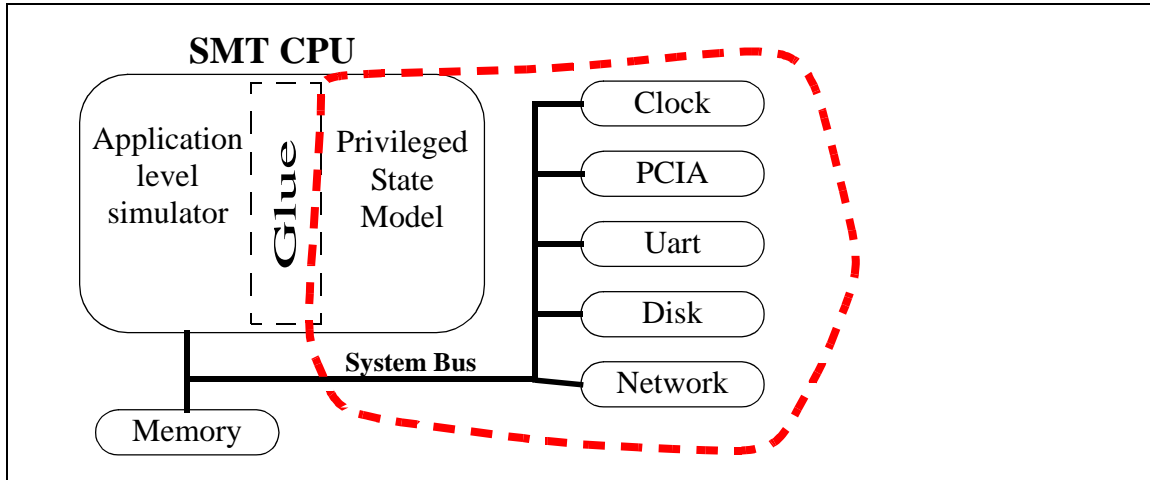 SMT CPU
Application
level
simulator
Glue
Privileged
State
Model
Clock
PCIA
Uart
Disk
Network
System Bus
Memory